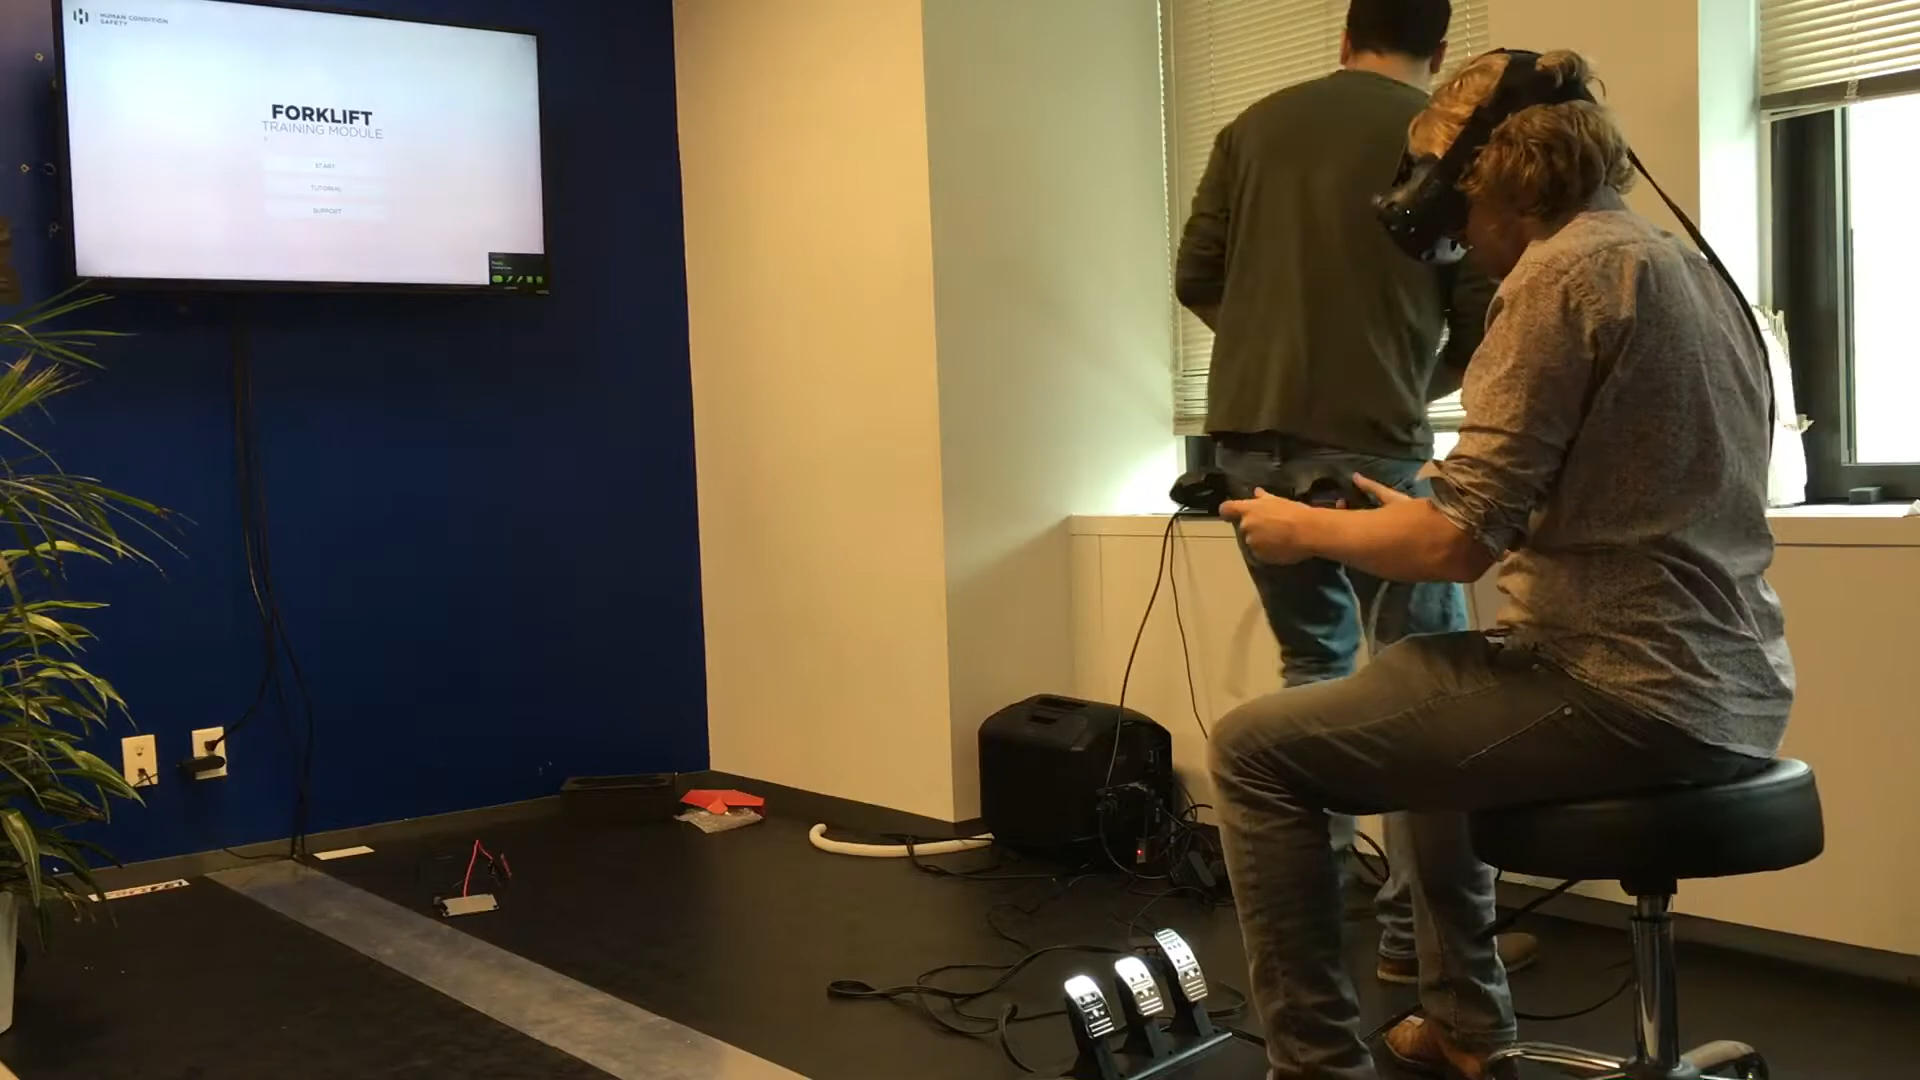 HUMAN CONDITION
SAFETY
FORKLIFT
TRAINING MODULE
START
TUTORIAL
SUPPORT